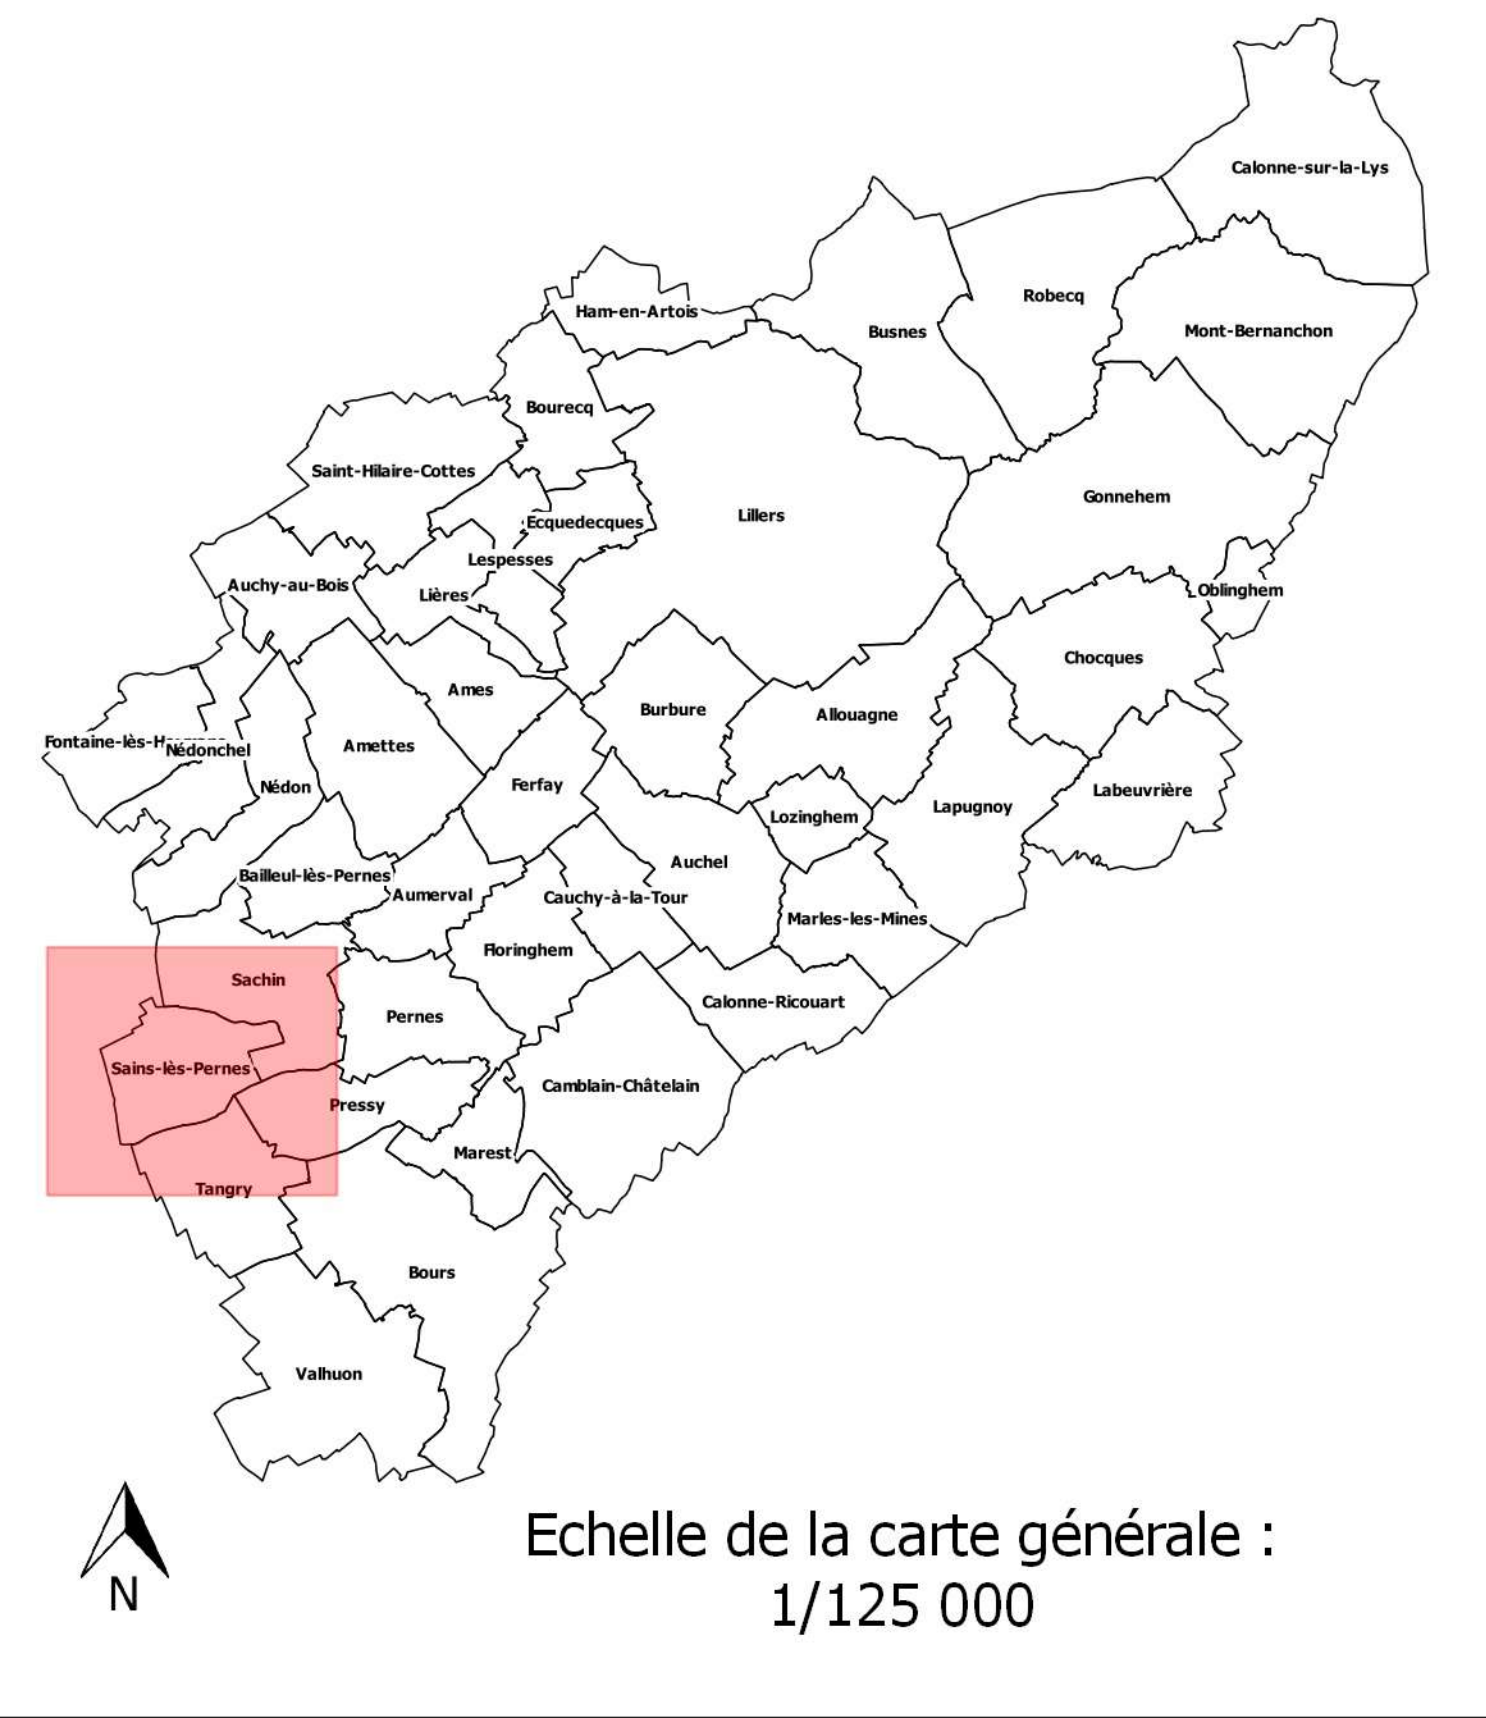 Calonne-sur-la-Lys
Robecq
Ham-en-Artois
Busnes
Mont-Bernanchon
Bourecq
Saint-Hilaire-Cottes
Gonnehem
Lillers
Ecquedecques
Lespesses
Auchy-au-Bois
Lières
Oblinghem
Chocques
Ames
Burbure
Allouagne
Fontaine-lès-H
Nédonchel
Amettes
Nédon
Ferfay
Labeuvrière
Lapugnoy
Lozinghem
Auchel
Bailleul-lès-Pernes
Aumerval
Cauchy-à-la-Tour
Marles-les-Mines
Floringhem
Sachin
Calonne-Ricouart
Pernes
Sains-lès-Pernes
Camblain-Châtelain
Pressy
Marest
Tangry
Bours
Valhuon
N
Echelle de la carte générale :
1/125 000